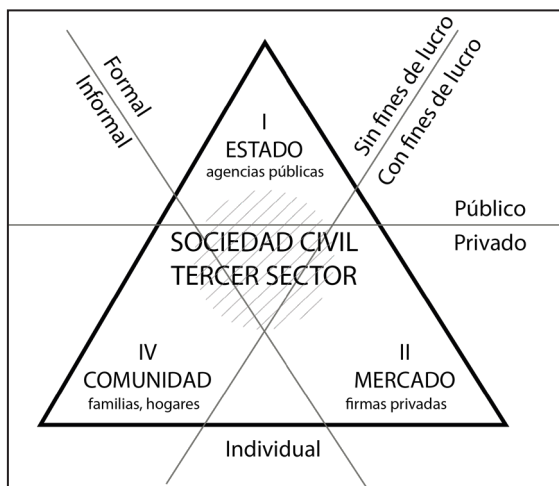 Formal
Informal
Sin fines de lucro
Con fines de lucro
I
ESTADO
agencias públicas
Público
Privado
SOCIEDAD CIVIL
TERCER SECTOR
IV
COMUNIDAD
familias, hogares
II
MERCADO
firmas privadas
Individual